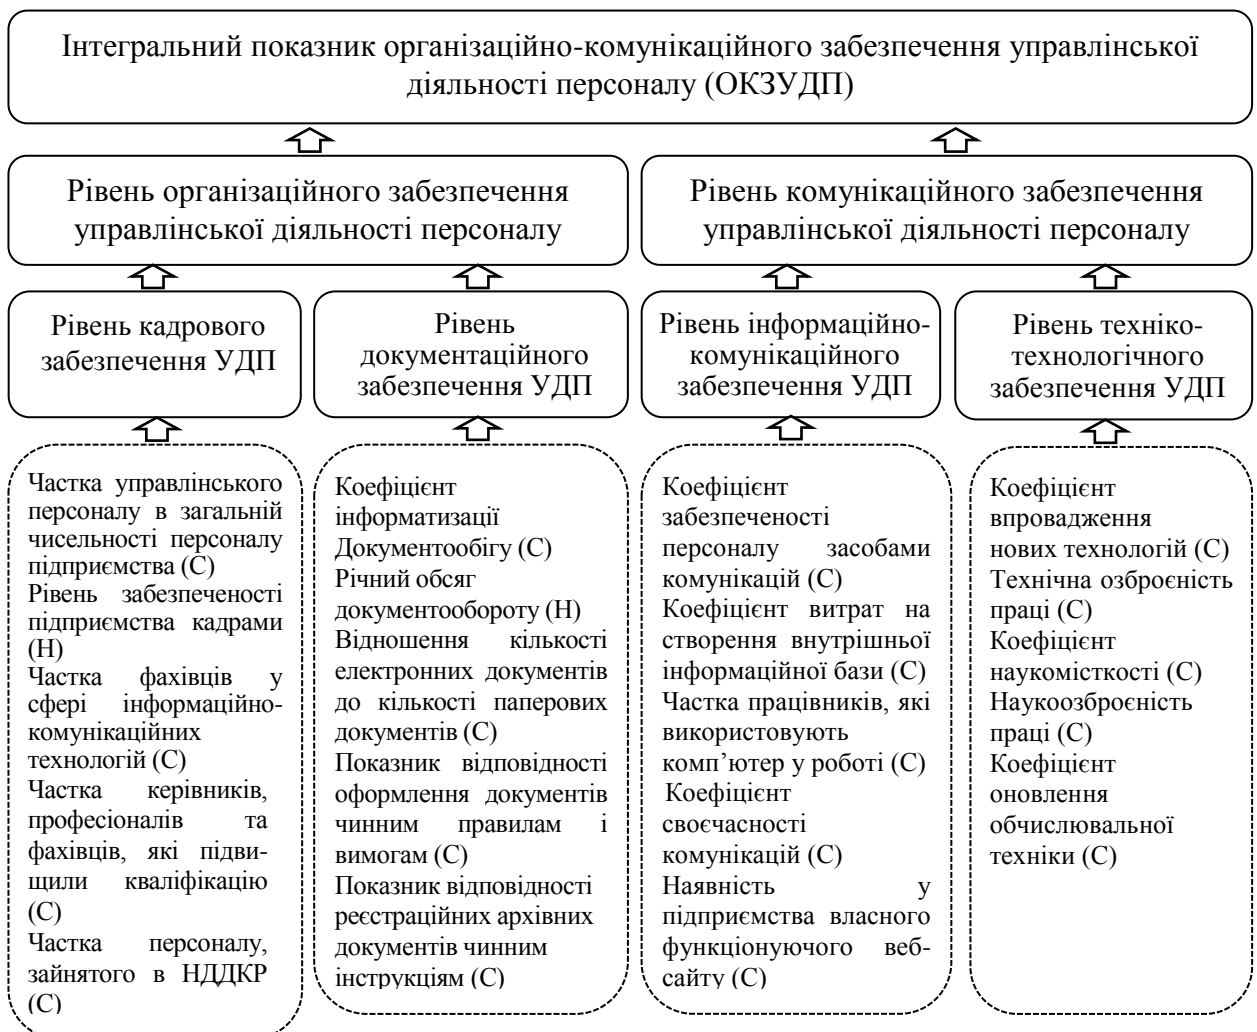 Інтегральний показник організаційно-комунікаційного забезпечення управлінської
діяльності персоналу (ОКЗУДП)
Рівень організаційного забезпечення
управлінської діяльності персоналу
Рівень комунікаційного забезпечення
управлінської діяльності персоналу
Рівень кадрового
забезпечення УДП
Рівень
документаційного
забезпечення УДП
Рівень інформаційно-
комунікаційного
забезпечення УДП
Рівень техніко-
технологічного
забезпечення УДП
Частка управлінського
персоналу в загальній
чисельності персоналу
підприємства (С)
Рівень забезпеченості
підприємства кадрами
(Н)
Частка фахівців у
сфері інформаційно-
комунікаційних
технологій (С)
Частка керівників,
професіоналів та
фахівців, які підви-
щили кваліфікацію
(С)
Частка персоналу,
зайнятого в НДДКР
(С)
Коефіцієнт
інформатизації
Документообігу (С)
Річний обсяг
документообороту (Н)
Відношення кількості
електронних документів
до кількості паперових
документів (С)
Показник відповідності
оформлення документів
чинним правилам і
вимогам (С)
Показник відповідності
реєстраційних архівних
документів чинним
інструкціям (С)
Коефіцієнт
забезпеченості
персоналу засобами
комунікацій (С)
Коефіцієнт витрат на
створення внутрішньої
інформаційної бази (С)
Частка працівників, які
використовують
комп’ютер у роботі (С)
Коефіцієнт
своєчасності
комунікацій (С)
Наявність у
підприємства власного
функціонуючого веб-
сайту (С)
Коефіцієнт
впровадження
нових технологій (С)
Технічна озброєність
праці (С)
Коефіцієнт
наукомісткості (С)
Наукоозброєність
праці (С)
Коефіцієнт
оновлення
обчислювальної
техніки (С)